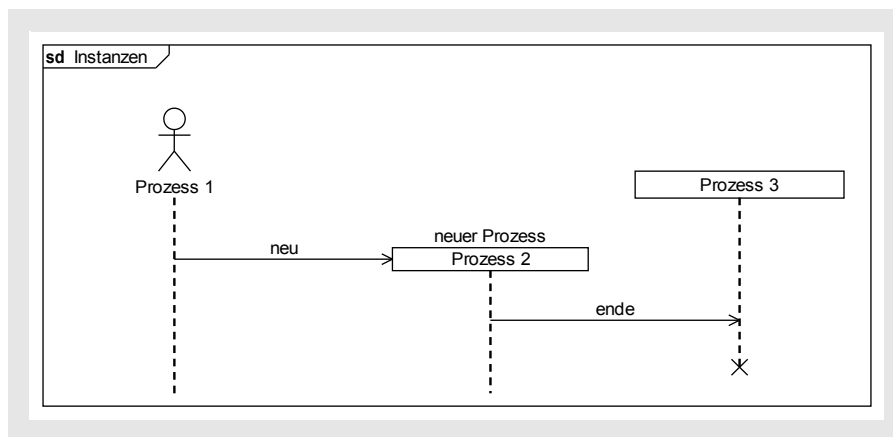 sd Instanzen
Prozess 1
Prozess 3
neu
neuer Prozess
Prozess 2
ende